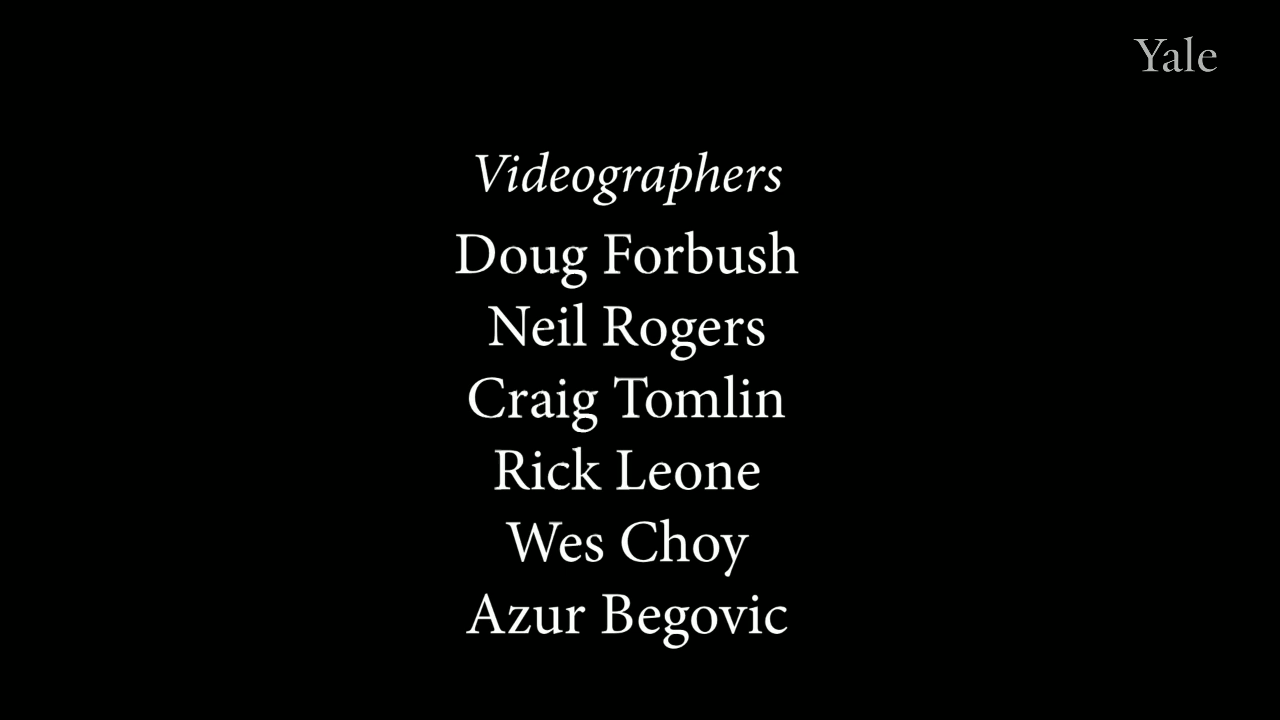 Yale
Videographers
Doug Forbush
Neil Rogers
Craig Tomlin
Rick Leone
Wes Choy
Azur Begovic